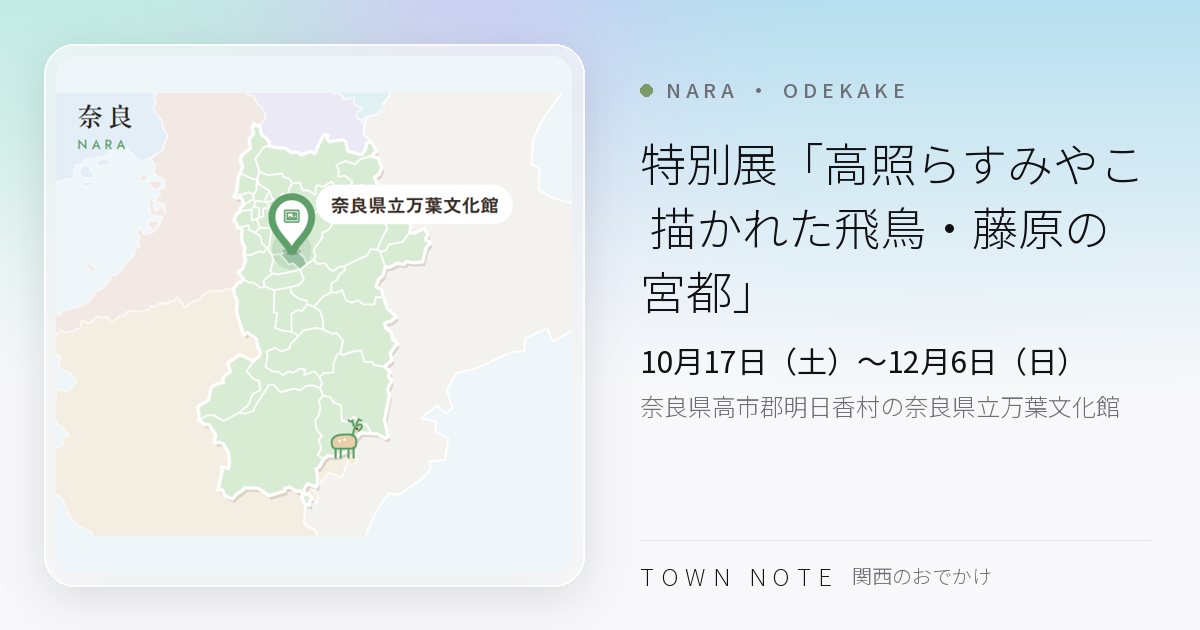 奈良
NARA
奈良県立万葉文化館
NARA • ODEKAKE
特別展「高照らすみやこ
描かれた飛鳥・藤原の
宮都」
10月17日（土）〜12月6日（日）
奈良県高市郡明日香村の奈良県立万葉文化館
TOWN NOTE 関西のおでかけ